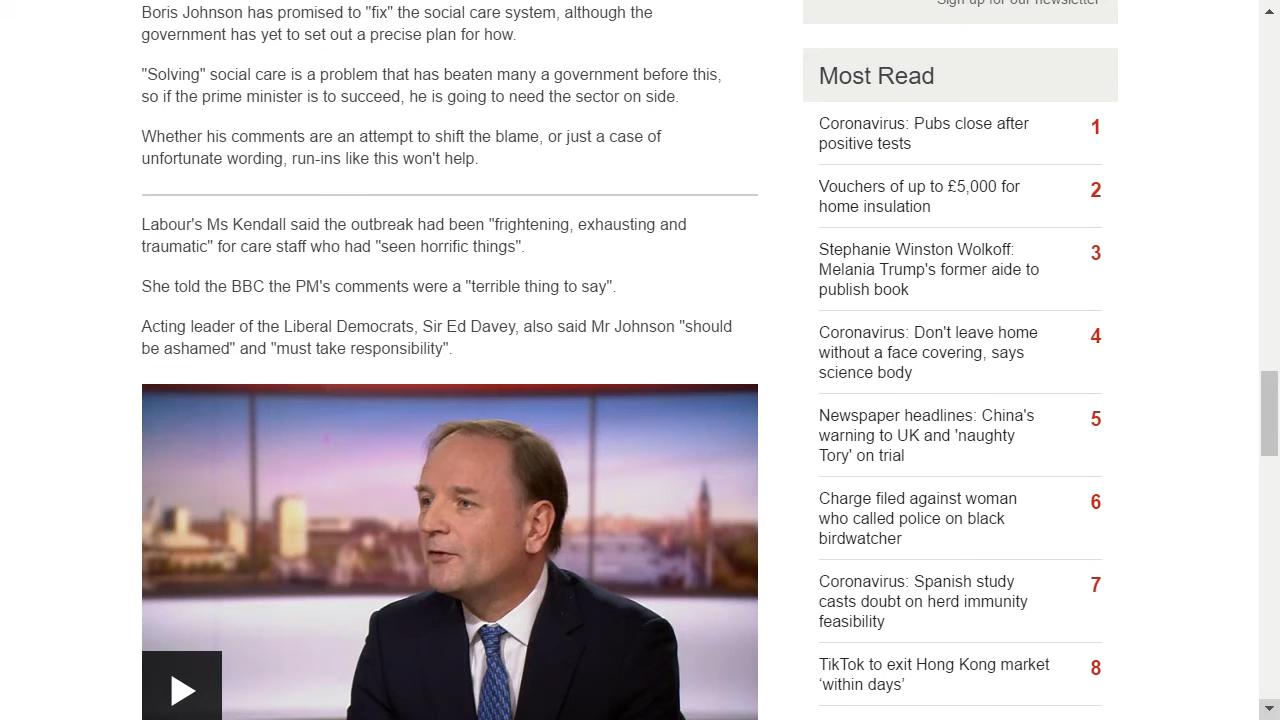 Boris Johnson has promised to "fix" the social care system, although the
government has yet to set out a precise plan for how.
"Solving" social care is a problem that has beaten many a government before this,
so if the prime minister is to succeed, he is going to need the sector on side.
Whether his comments are an attempt to shift the blame, or just a case of
unfortunate wording, run-ins like this won't help.
Labour's Ms Kendall said the outbreak had been "frightening, exhausting and
traumatic" for care staff who had "seen horrific things".
She told the BBC the PM's comments were a "terrible thing to say".
Acting leader of the Liberal Democrats, Sir Ed Davey, also said Mr Johnson "should
be ashamed" and "must take responsibility".
Sign up for our newsletter
Most Read
Coronavirus: Pubs close after
positive tests
1
Vouchers of up to £5,000 for
home insulation
2
Stephanie Winston Wolkoff:
Melania Trump's former aide to
publish book
3
Coronavirus: Don't leave home
without a face covering, says
science body
4
Newspaper headlines: China's
warning to UK and 'naughty
Tory' on trial
5
Charge filed against woman
who called police on black
birdwatcher
6
Coronavirus: Spanish study
casts doubt on herd immunity
feasibility
7
TikTok to exit Hong Kong market
‘within days’
8